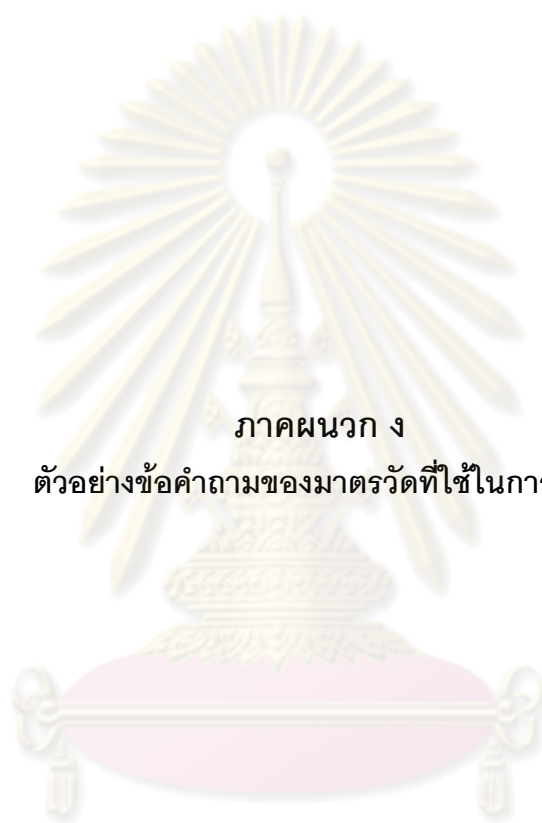 ภาคผนวก ง
ตัวอย่างข้อคำถามของมาตรวัดที่ใช้ในกา